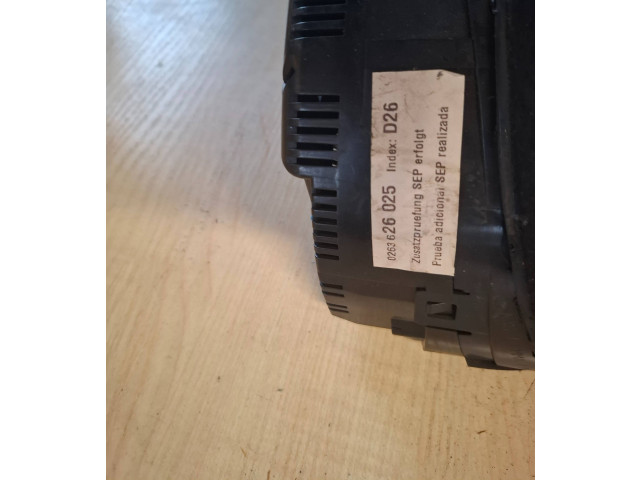 0263 626 025 Index: D26
Zusatzpruefung SEP erfolgt
Prueba adicional SEP realizada